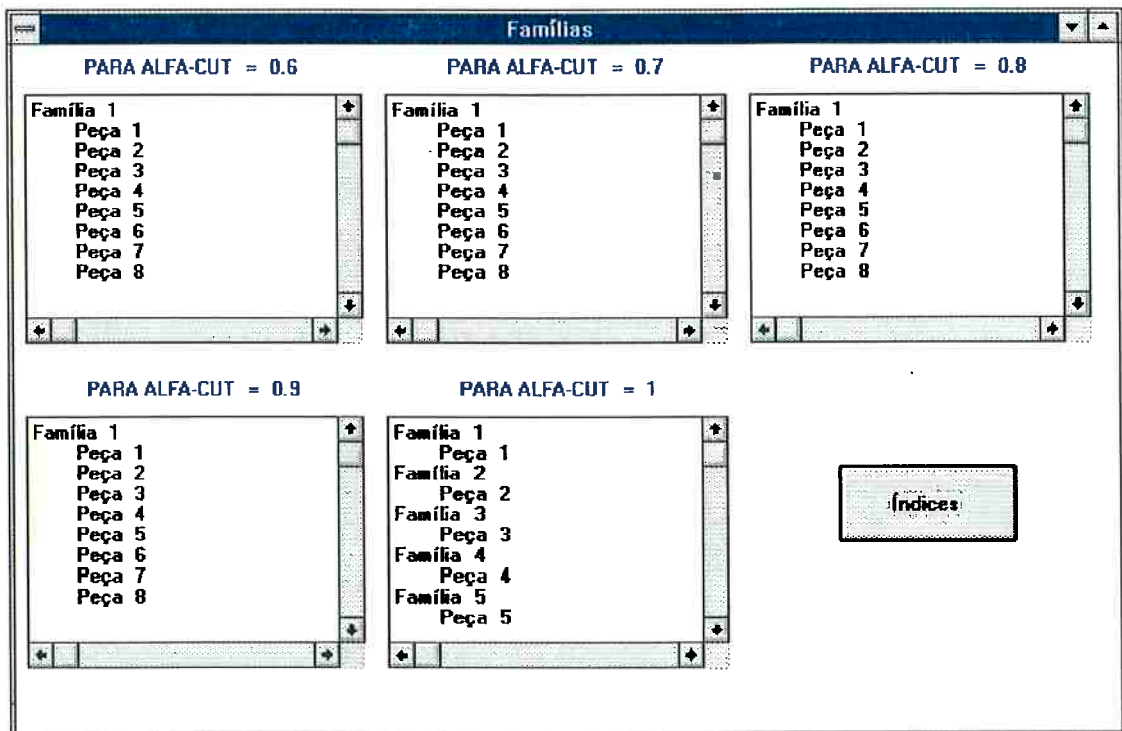 Famílias
PARA ALFA-CUT = 0.6
Família 1
Peça 1
Peça 2
Peça 3
Peça 4
Peça 5
Peça 6
Peça 7
Peça 8
PARA ALFA-CUT = 0.7
Família 1
Peça 1
Peça 2
Peça 3
Peça 4
Peça 5
Peça 6
Peça 7
Peça 8
PARA ALFA-CUT = 0.8
Família 1
Peça 1
Peça 2
Peça 3
Peça 4
Peça 5
Peça 6
Peça 7
Peça 8
PARA ALFA-CUT = 0.9
Família 1
Peça 1
Peça 2
Peça 3
Peça 4
Peça 5
Peça 6
Peça 7
Peça 8
PARA ALFA-CUT = 1
Família 1
Peça 1
Família 2
Peça 2
Família 3
Peça 3
Família 4
Peça 4
Família 5
Peça 5
Índices